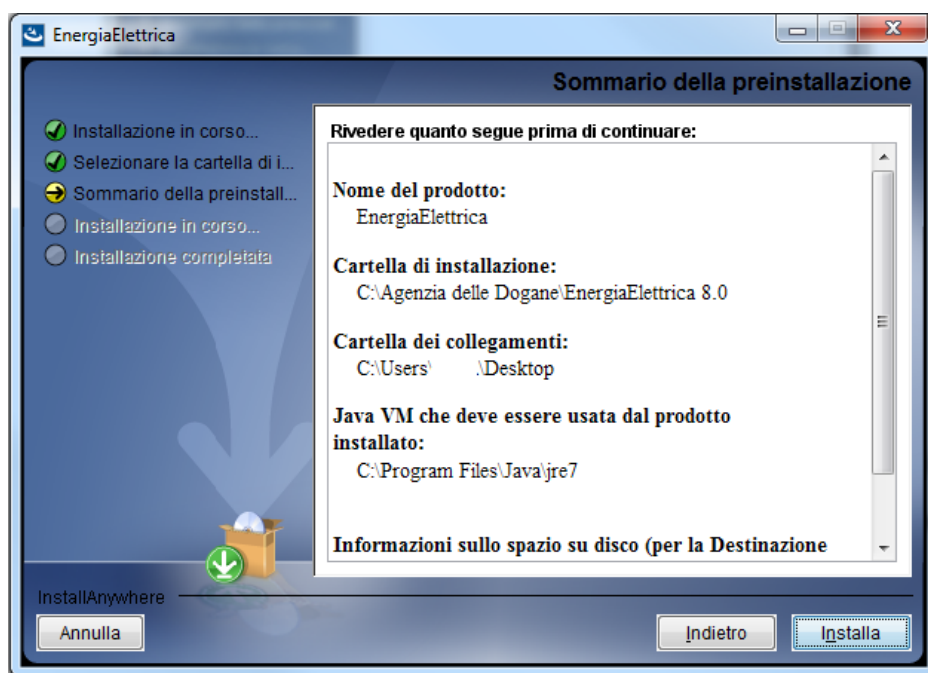 EnergiaElettrica
Sommario della preinstallazione
Installazione in corso...
Selezionare la cartella di i...
Sommario della preinstall...
Installazione in corso...
Installazione completata
Rivedere quanto segue prima di continuare:
Nome del prodotto:
EnergiaElettrica
Cartella di installazione:
C:\Agenzia delle Dogane\EnergiaElettrica 8.0
Cartella dei collegamenti:
C:\Users\ .\Desktop
Java VM che deve essere usata dal prodotto
installato:
C:\Program Files\Java\jre7
Informazioni sullo spazio su disco (per la Destinazione
InstallAnywhere
Annulla
Indietro
Installa